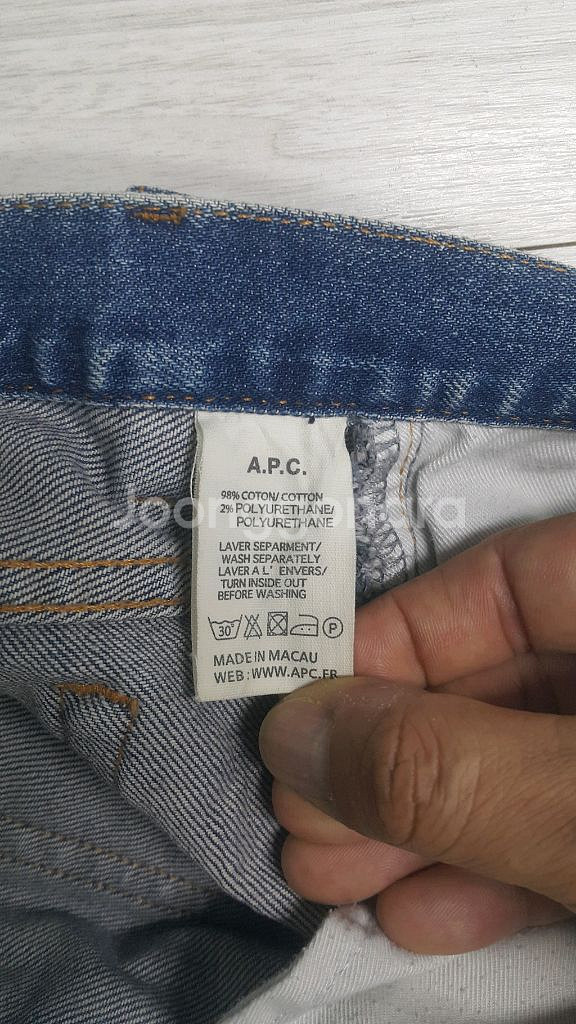 A.P.C.
98% COTON/ COTTON
2% POLYURETHANE/
POLYURETHANE
LAVER SEPARMENT/
WASH SEPARATELY
LAVER A L' ENVERS/
TURN INSIDE OUT
BEFORE WASHING
30° P
MADE IN MACAU
WEB : WWW.APC.FR
Joonggonara